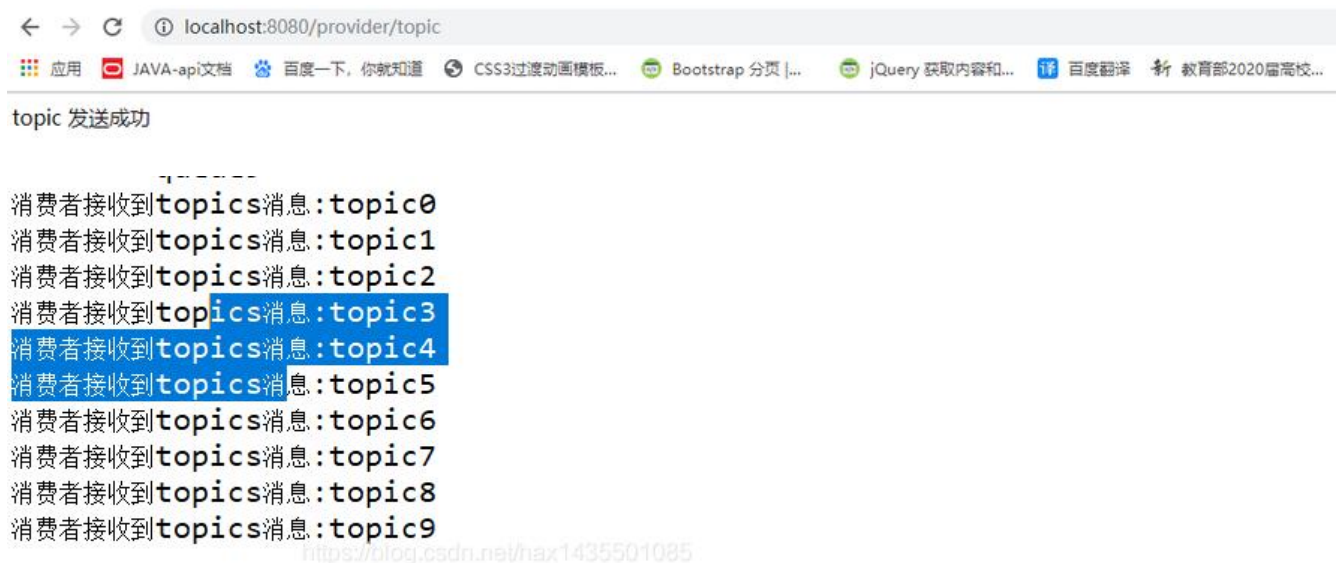 localhost:8080/provider/topic
应用 JAVA-api文档 百度一下，你就知道 CSS3过渡动画模板... Bootstrap 分页 |... jQuery 获取内容和... 百度翻译 教育部2020届高校...
topic 发送成功
消费者接收到topics消息:topic0
消费者接收到topics消息:topic1
消费者接收到topics消息:topic2
消费者接收到topics消息:topic3
消费者接收到topics消息:topic4
消费者接收到topics消息:topic5
消费者接收到topics消息:topic6
消费者接收到topics消息:topic7
消费者接收到topics消息:topic8
消费者接收到topics消息:topic9
https://blog.csdn.net/hax1435501085